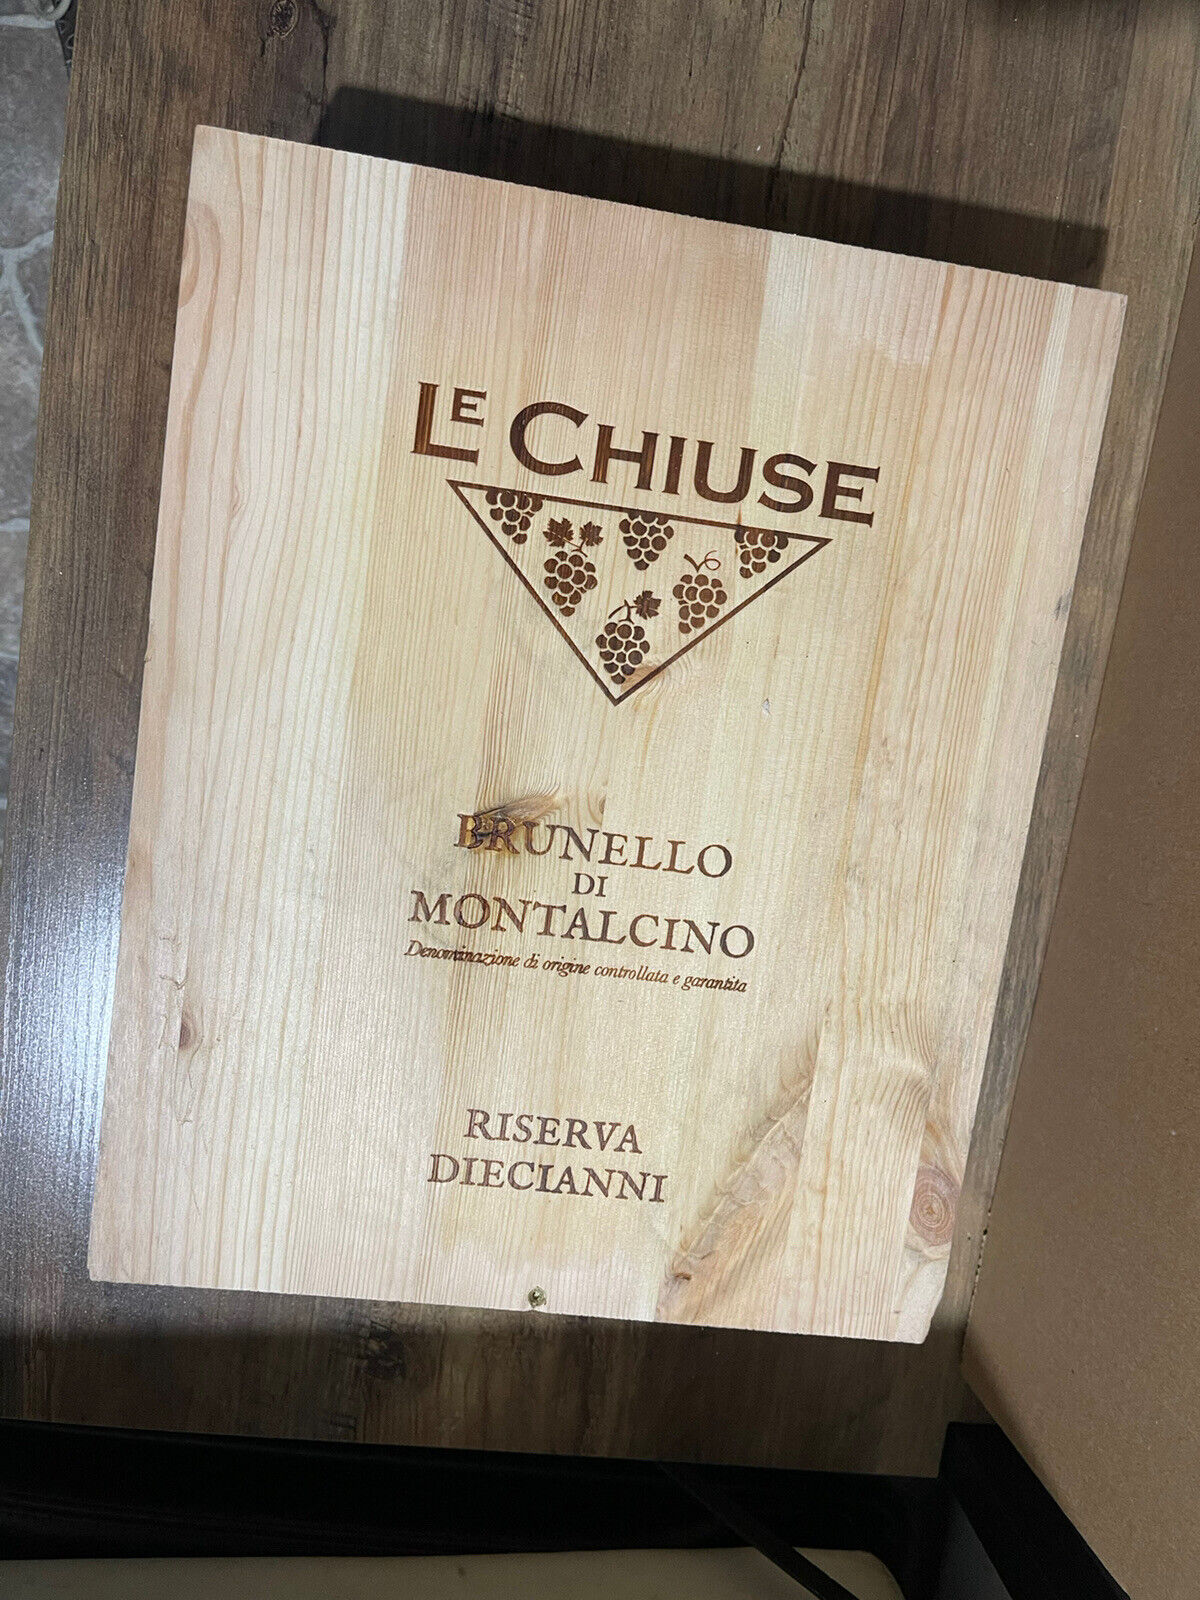 LE CHIUSE
BRUNELLO
DI
MONTALCINO
Denominazione di origine controllata e garantita
RISERVA
DIECIANNI